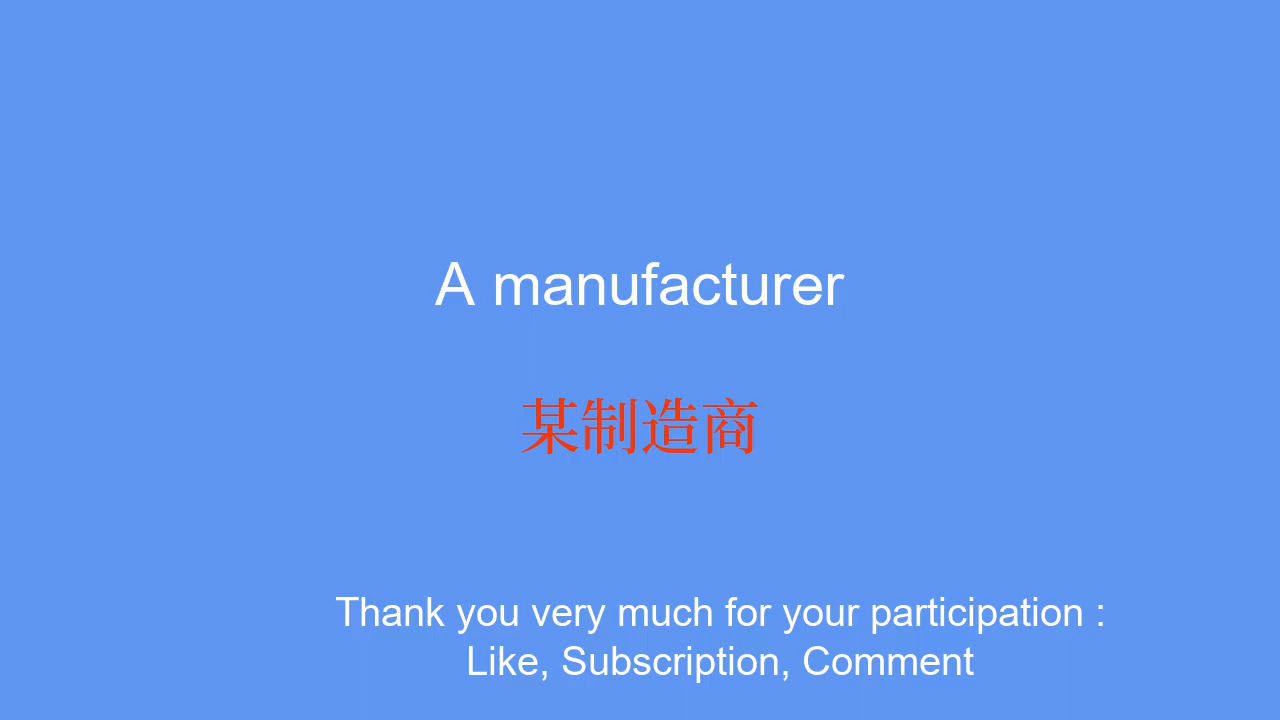 A manufacturer
某制造商
Thank you very much for your participation :
Like, Subscription, Comment